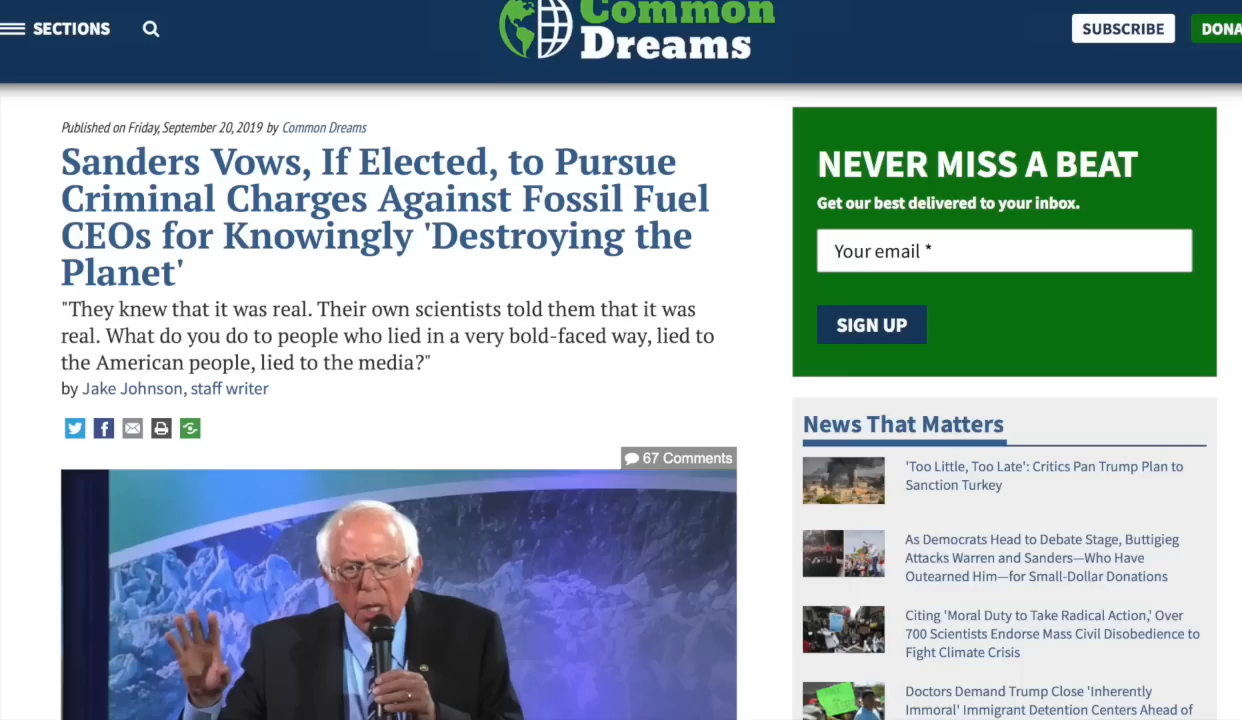 SECTIONS
Common
Dreams
SUBSCRIBE
DONA
Published on Friday, September 20, 2019 by Common Dreams
Sanders Vows, If Elected, to Pursue
Criminal Charges Against Fossil Fuel
CEOs for Knowingly 'Destroying the
Planet'
"They knew that it was real. Their own scientists told them that it was
real. What do you do to people who lied in a very bold-faced way, lied to
the American people, lied to the media?"
by Jake Johnson, staff writer
67 Comments
NEVER MISS A BEAT
Get our best delivered to your inbox.
Your email *
SIGN UP
News That Matters
'Too Little, Too Late': Critics Pan Trump Plan to
Sanction Turkey
As Democrats Head to Debate Stage, Buttigieg
Attacks Warren and Sanders—Who Have
Outearned Him—for Small-Dollar Donations
Citing 'Moral Duty to Take Radical Action,' Over
700 Scientists Endorse Mass Civil Disobedience to
Fight Climate Crisis
Doctors Demand Trump Close 'Inherently
Immoral' Immigrant Detention Centers Ahead of